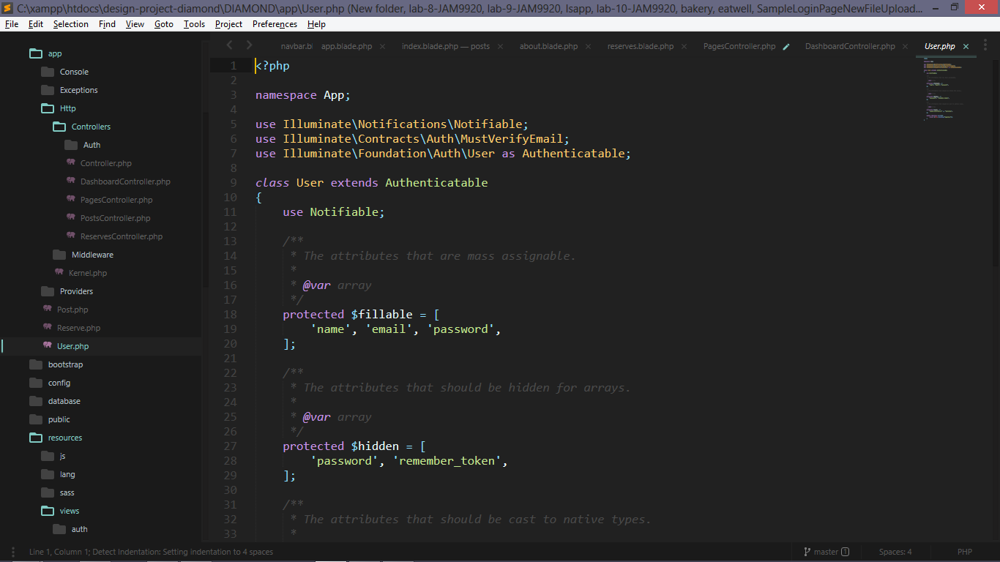 C:\xampp\htdocs\design-project-diamond\DIAMOND\app\User.php (New folder, lab-8-JAM9920, lab-9-JAM9920, lsapp, lab-10-JAM9920, bakery, eatwell, SampleLoginPageNewFileUpload...
File Edit Selection Find View Goto Tools Project Preferences Help
app
Console
Exceptions
Http
Controllers
Auth
Controller.php
DashboardController.php
PagesController.php
PostsController.php
ReservesController.php
Middleware
Kernel.php
Providers
Post.php
Reserve.php
User.php
bootstrap
config
database
public
resources
js
lang
sass
views
auth
navbar.bl app.blade.php index.blade.php — posts about.blade.php reserves.blade.php PagesController.php DashboardController.php User.php
1 <?php
2
3 namespace App;
4
5 use Illuminate\Notifications\Notifiable;
6 use Illuminate\Contracts\Auth\MustVerifyEmail;
7 use Illuminate\Foundation\Auth\User as Authenticatable;
8
9 class User extends Authenticatable
10 {
11     use Notifiable;
12
13     /**
14      * The attributes that are mass assignable.
15      *
16      * @var array
17      */
18     protected $fillable = [
19         'name', 'email', 'password',
20     ];
21
22     /**
23      * The attributes that should be hidden for arrays.
24      *
25      * @var array
26      */
27     protected $hidden = [
28         'password', 'remember_token',
29     ];
30
31     /**
32      * The attributes that should be cast to native types.
33      *
Line 1, Column 1; Detect Indentation: Setting indentation to 4 spaces master 1 Spaces: 4 PHP